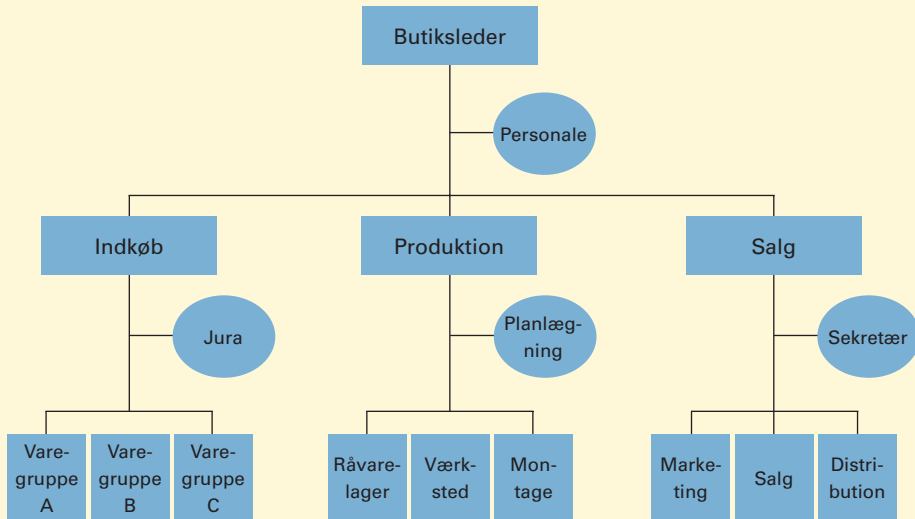 Butiksleder
Personale
Indkøb
Produktion
Salg
Jura
Planlæg-
ning
Sekretær
Vare-
gruppe
A
Vare-
gruppe
B
Vare-
gruppe
C
Råvare-
lager
Værk-
sted
Mon-
tage
Marke-
ting
Salg
Distri-
bution